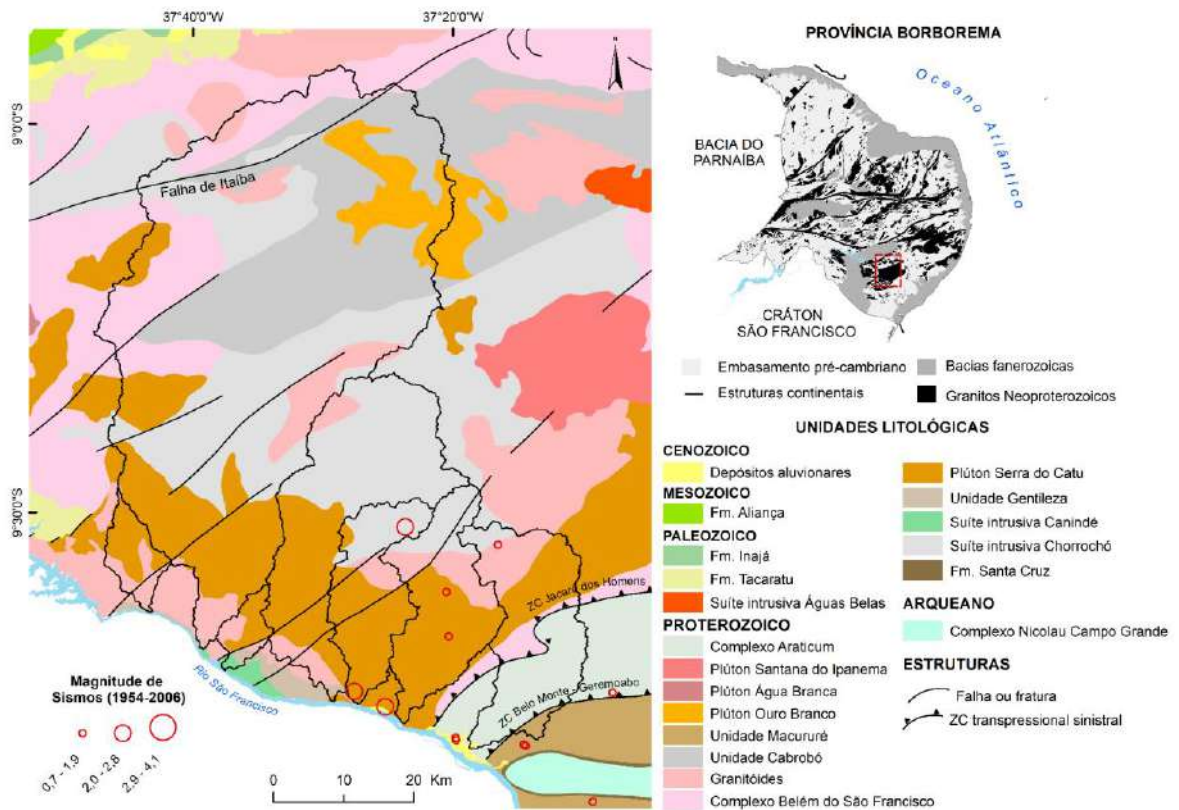 37°40'0"W
37°20'0"W
9°0'0"S
9°30'0"S
N
Falha de Itaíba
ZC Jacaré dos Homens
ZC Belo Monte - Geremoabo
Rio São Francisco
Magnitude de
Sismos (1954-2006)
0,7 - 1,9
2,0 - 2,8
2,9 - 4,1
0 10 20 Km
PROVÍNCIA BORBOREMA
Oceano Atlântico
BACIA DO
PARNAÍBA
CRÁTON
SÃO FRANCISCO
Embasamento pré-cambriano
Estruturas continentais
Bacias fanerozoicas
Granitos Neoproterozoicos
UNIDADES LITOLÓGICAS
CENOZOICO
Depósitos aluvionares
MESOZOICO
Fm. Aliança
PALEOZOICO
Fm. Inajá
Fm. Tacaratu
Suíte intrusiva Águas Belas
PROTEROZOICO
Complexo Araticum
Plúton Santana do Ipanema
Plúton Água Branca
Plúton Ouro Branco
Unidade Macururé
Unidade Cabrobó
Granitóides
Complexo Belém do São Francisco
Plúton Serra do Catu
Unidade Gentileza
Suíte intrusiva Canindé
Suíte intrusiva Chorrochó
Fm. Santa Cruz
ARQUEANO
Complexo Nicolau Campo Grande
ESTRUTURAS
Falha ou fratura
ZC transpressional sinistral